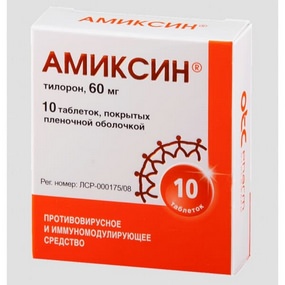 АМИКСИН®
тилорон, 60 мг
10 таблеток, покрытых
пленочной оболочкой
Рег. номер: ЛСР-000175/08
10
таблеток
ПРОТИВОВИРУСНОЕ
И ИММУНОМОДУЛИРУЮЩЕЕ
СРЕДСТВО